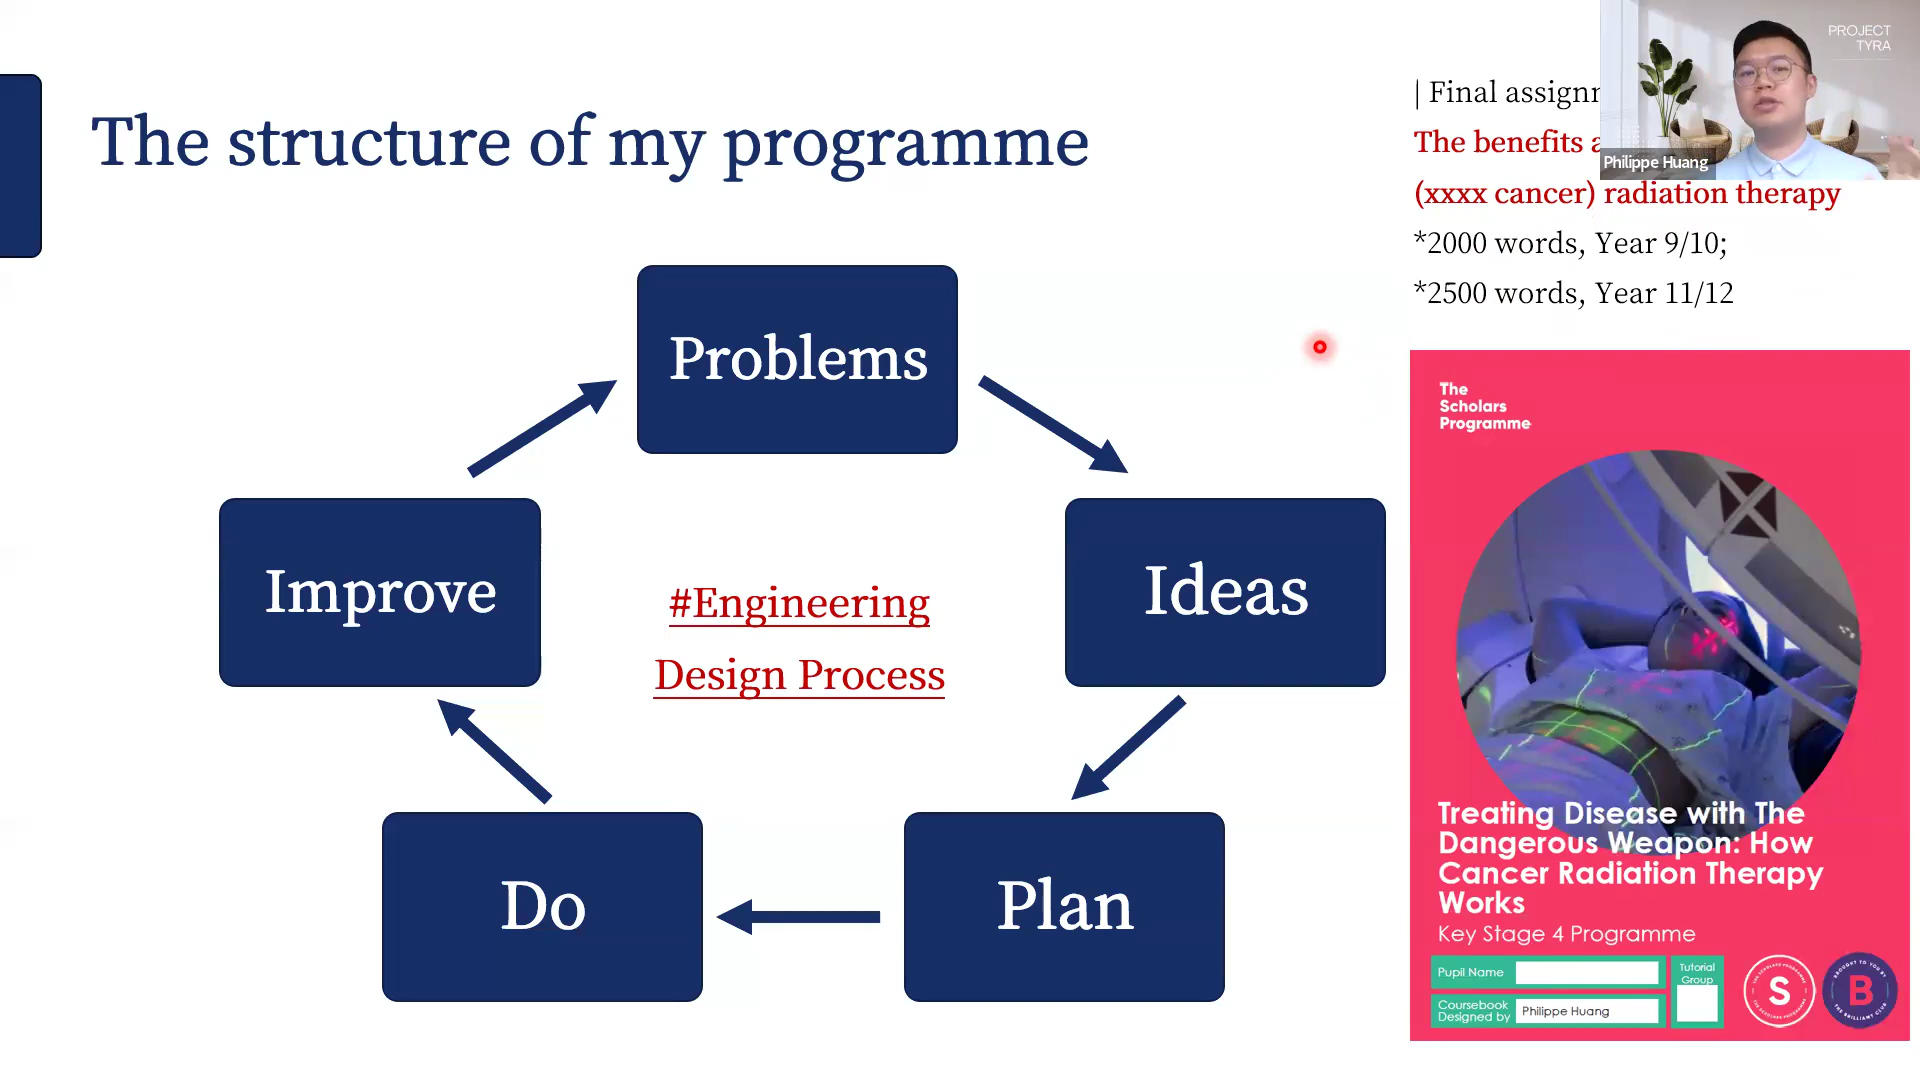 The structure of my programme
| Final assignm
The benefits a
(xxxx cancer) radiation therapy
*2000 words, Year 9/10;
*2500 words, Year 11/12
PROJECT
TYRA
Philippe Huang
Problems
Ideas
Plan
Do
Improve
#Engineering
Design Process
The
Scholars
Programme
Treating Disease with The
Dangerous Weapon: How
Cancer Radiation Therapy
Works
Key Stage 4 Programme
Pupil Name
Tutorial
Group
Coursebook
Designed by
Philippe Huang
S
B